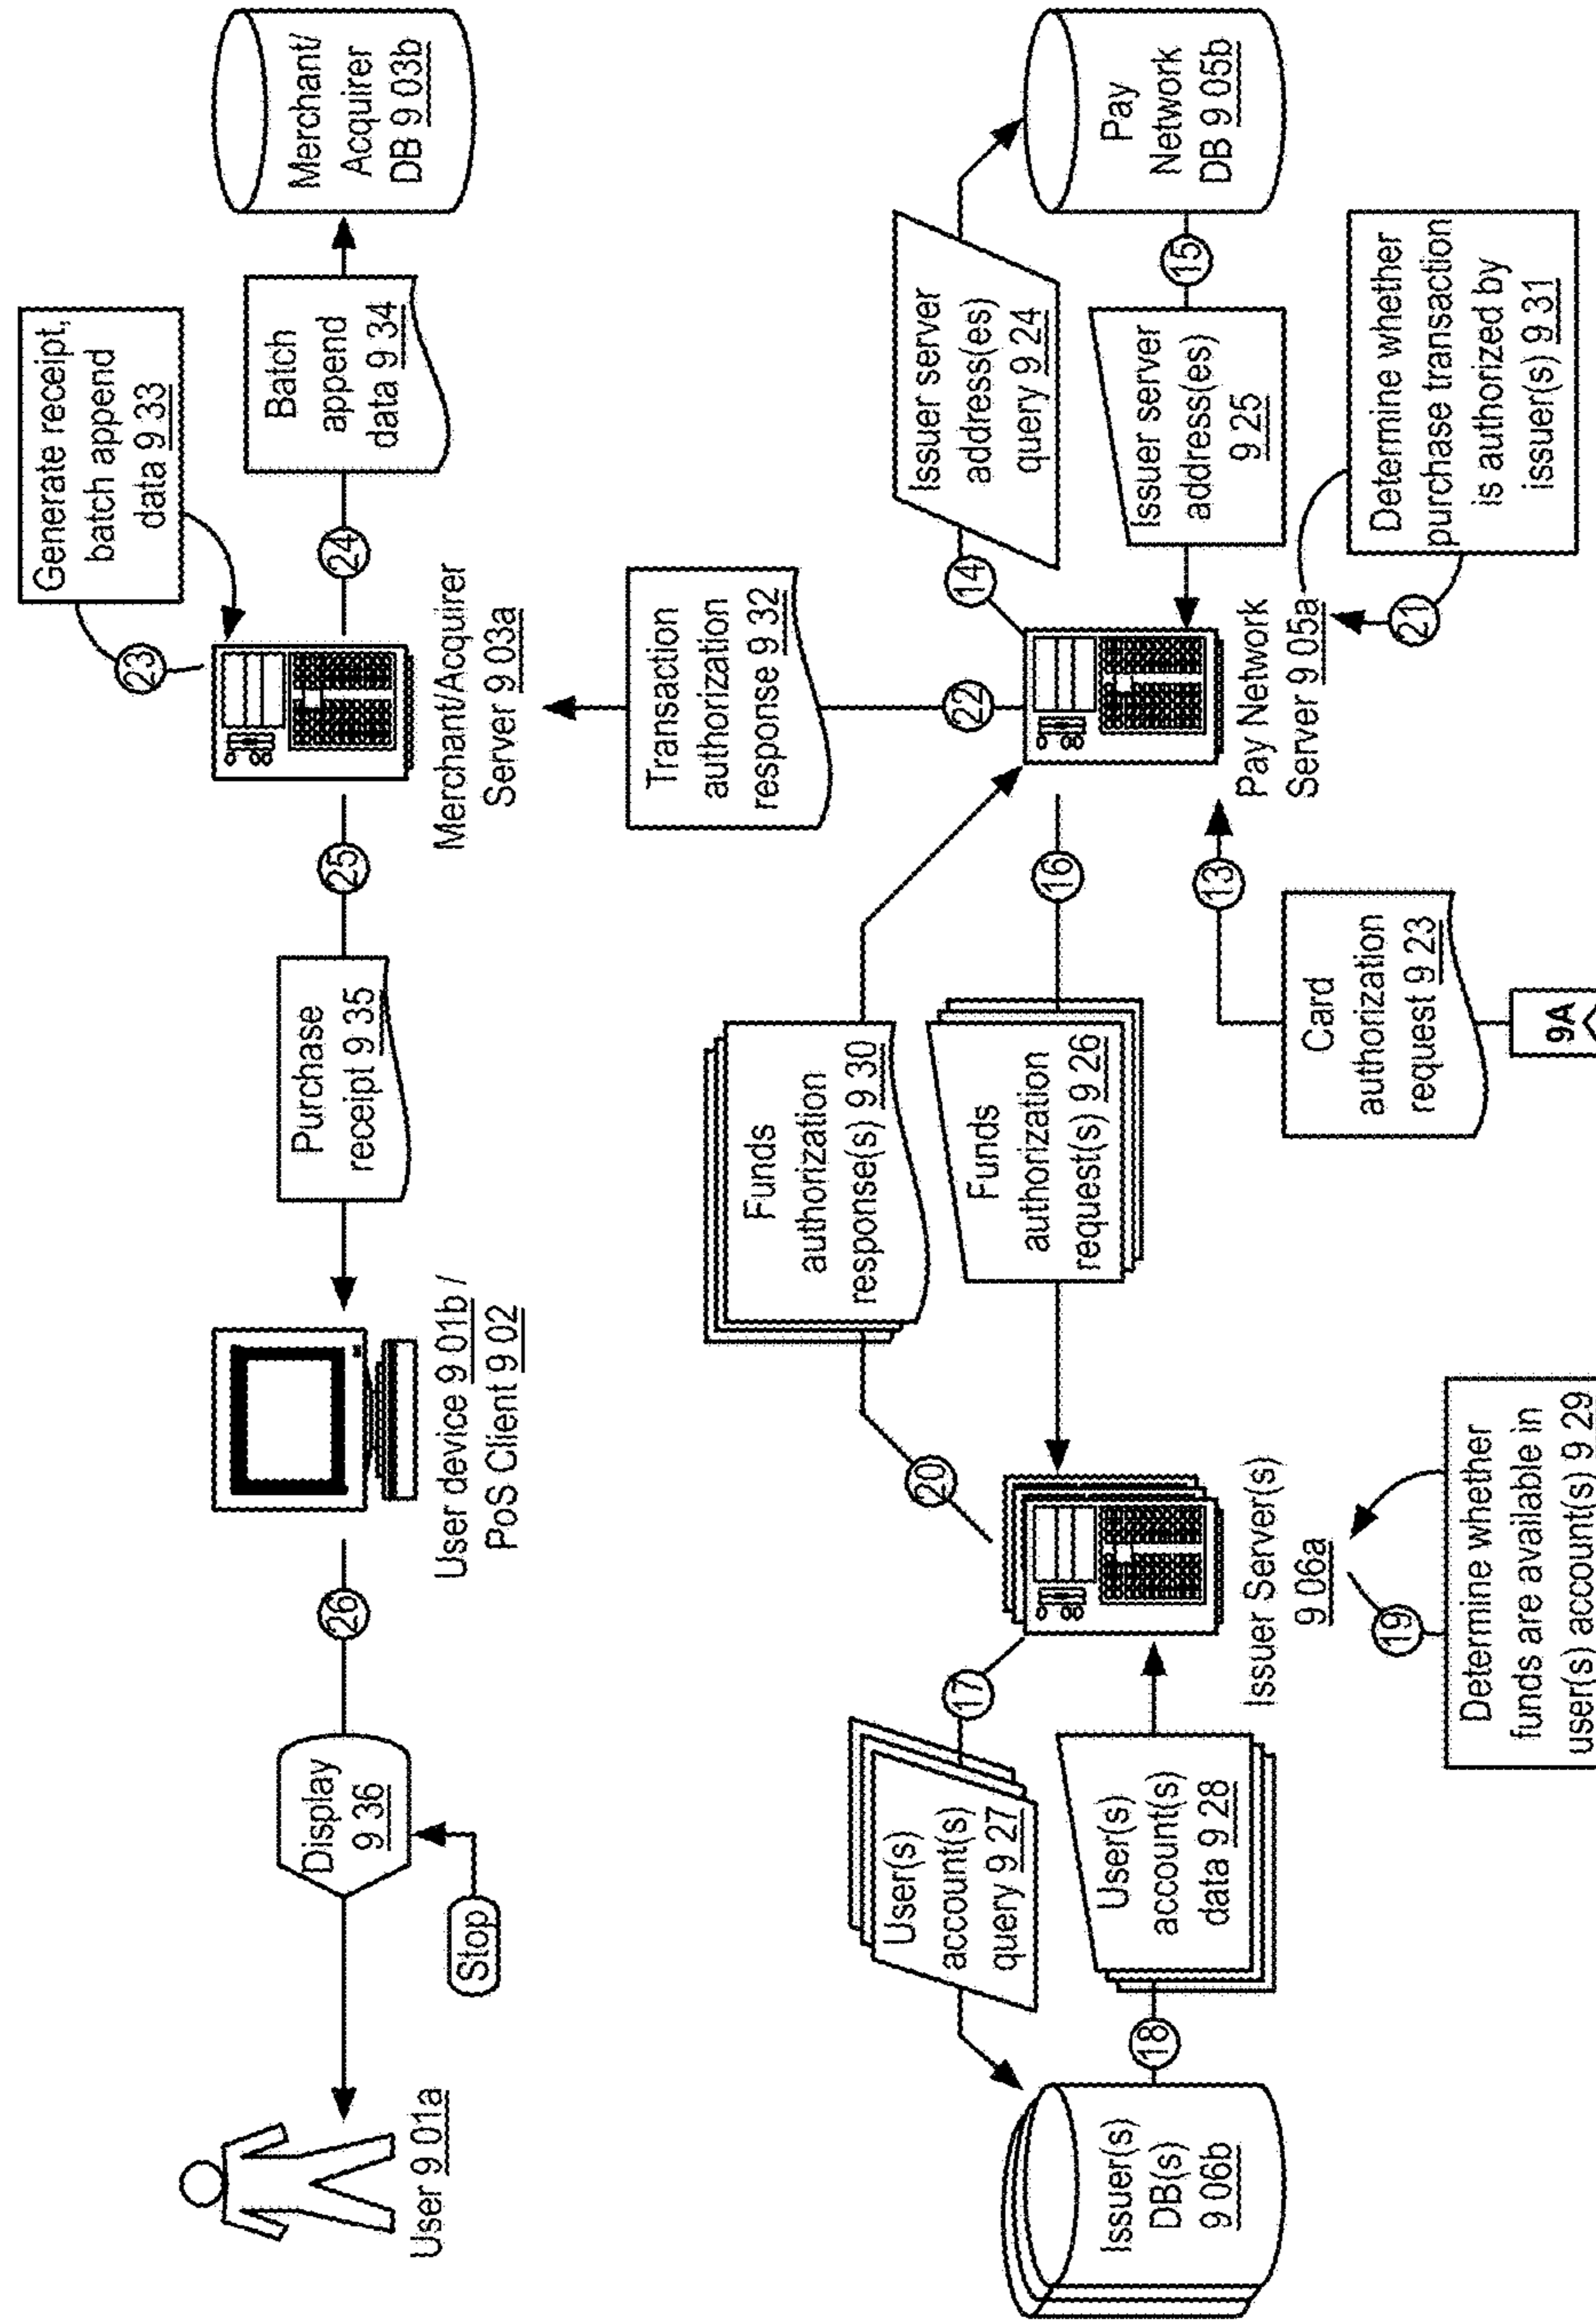 User 9 01a
Display
9 36
Stop
26
User device 9 01b /
PoS Client 9 02
Purchase
receipt 9 35
25
Merchant/Acquirer
Server 9 03a
23
Generate receipt,
batch append
data 9 33
24
Batch
append
data 9 34
Merchant/
Acquirer
DB 9 03b
Transaction
authorization
response 9 32
22
Issuer(s)
DB(s)
9 06b
User(s)
account(s)
query 9 27
17
18
User(s)
account(s)
data 9 28
Issuer Server(s)
9 06a
19
Determine whether
funds are available in
user(s) account(s) 9 29
20
Funds
authorization
response(s) 9 30
Funds
authorization
request(s) 9 26
16
9A
Card
authorization
request 9 23
13
Pay Network
Server 9 05a
14
Issuer server
address(es)
query 9 24
Issuer server
address(es)
9 25
15
Pay
Network
DB 9 05b
21
Determine whether
purchase transaction
is authorized by
issuer(s) 9 31